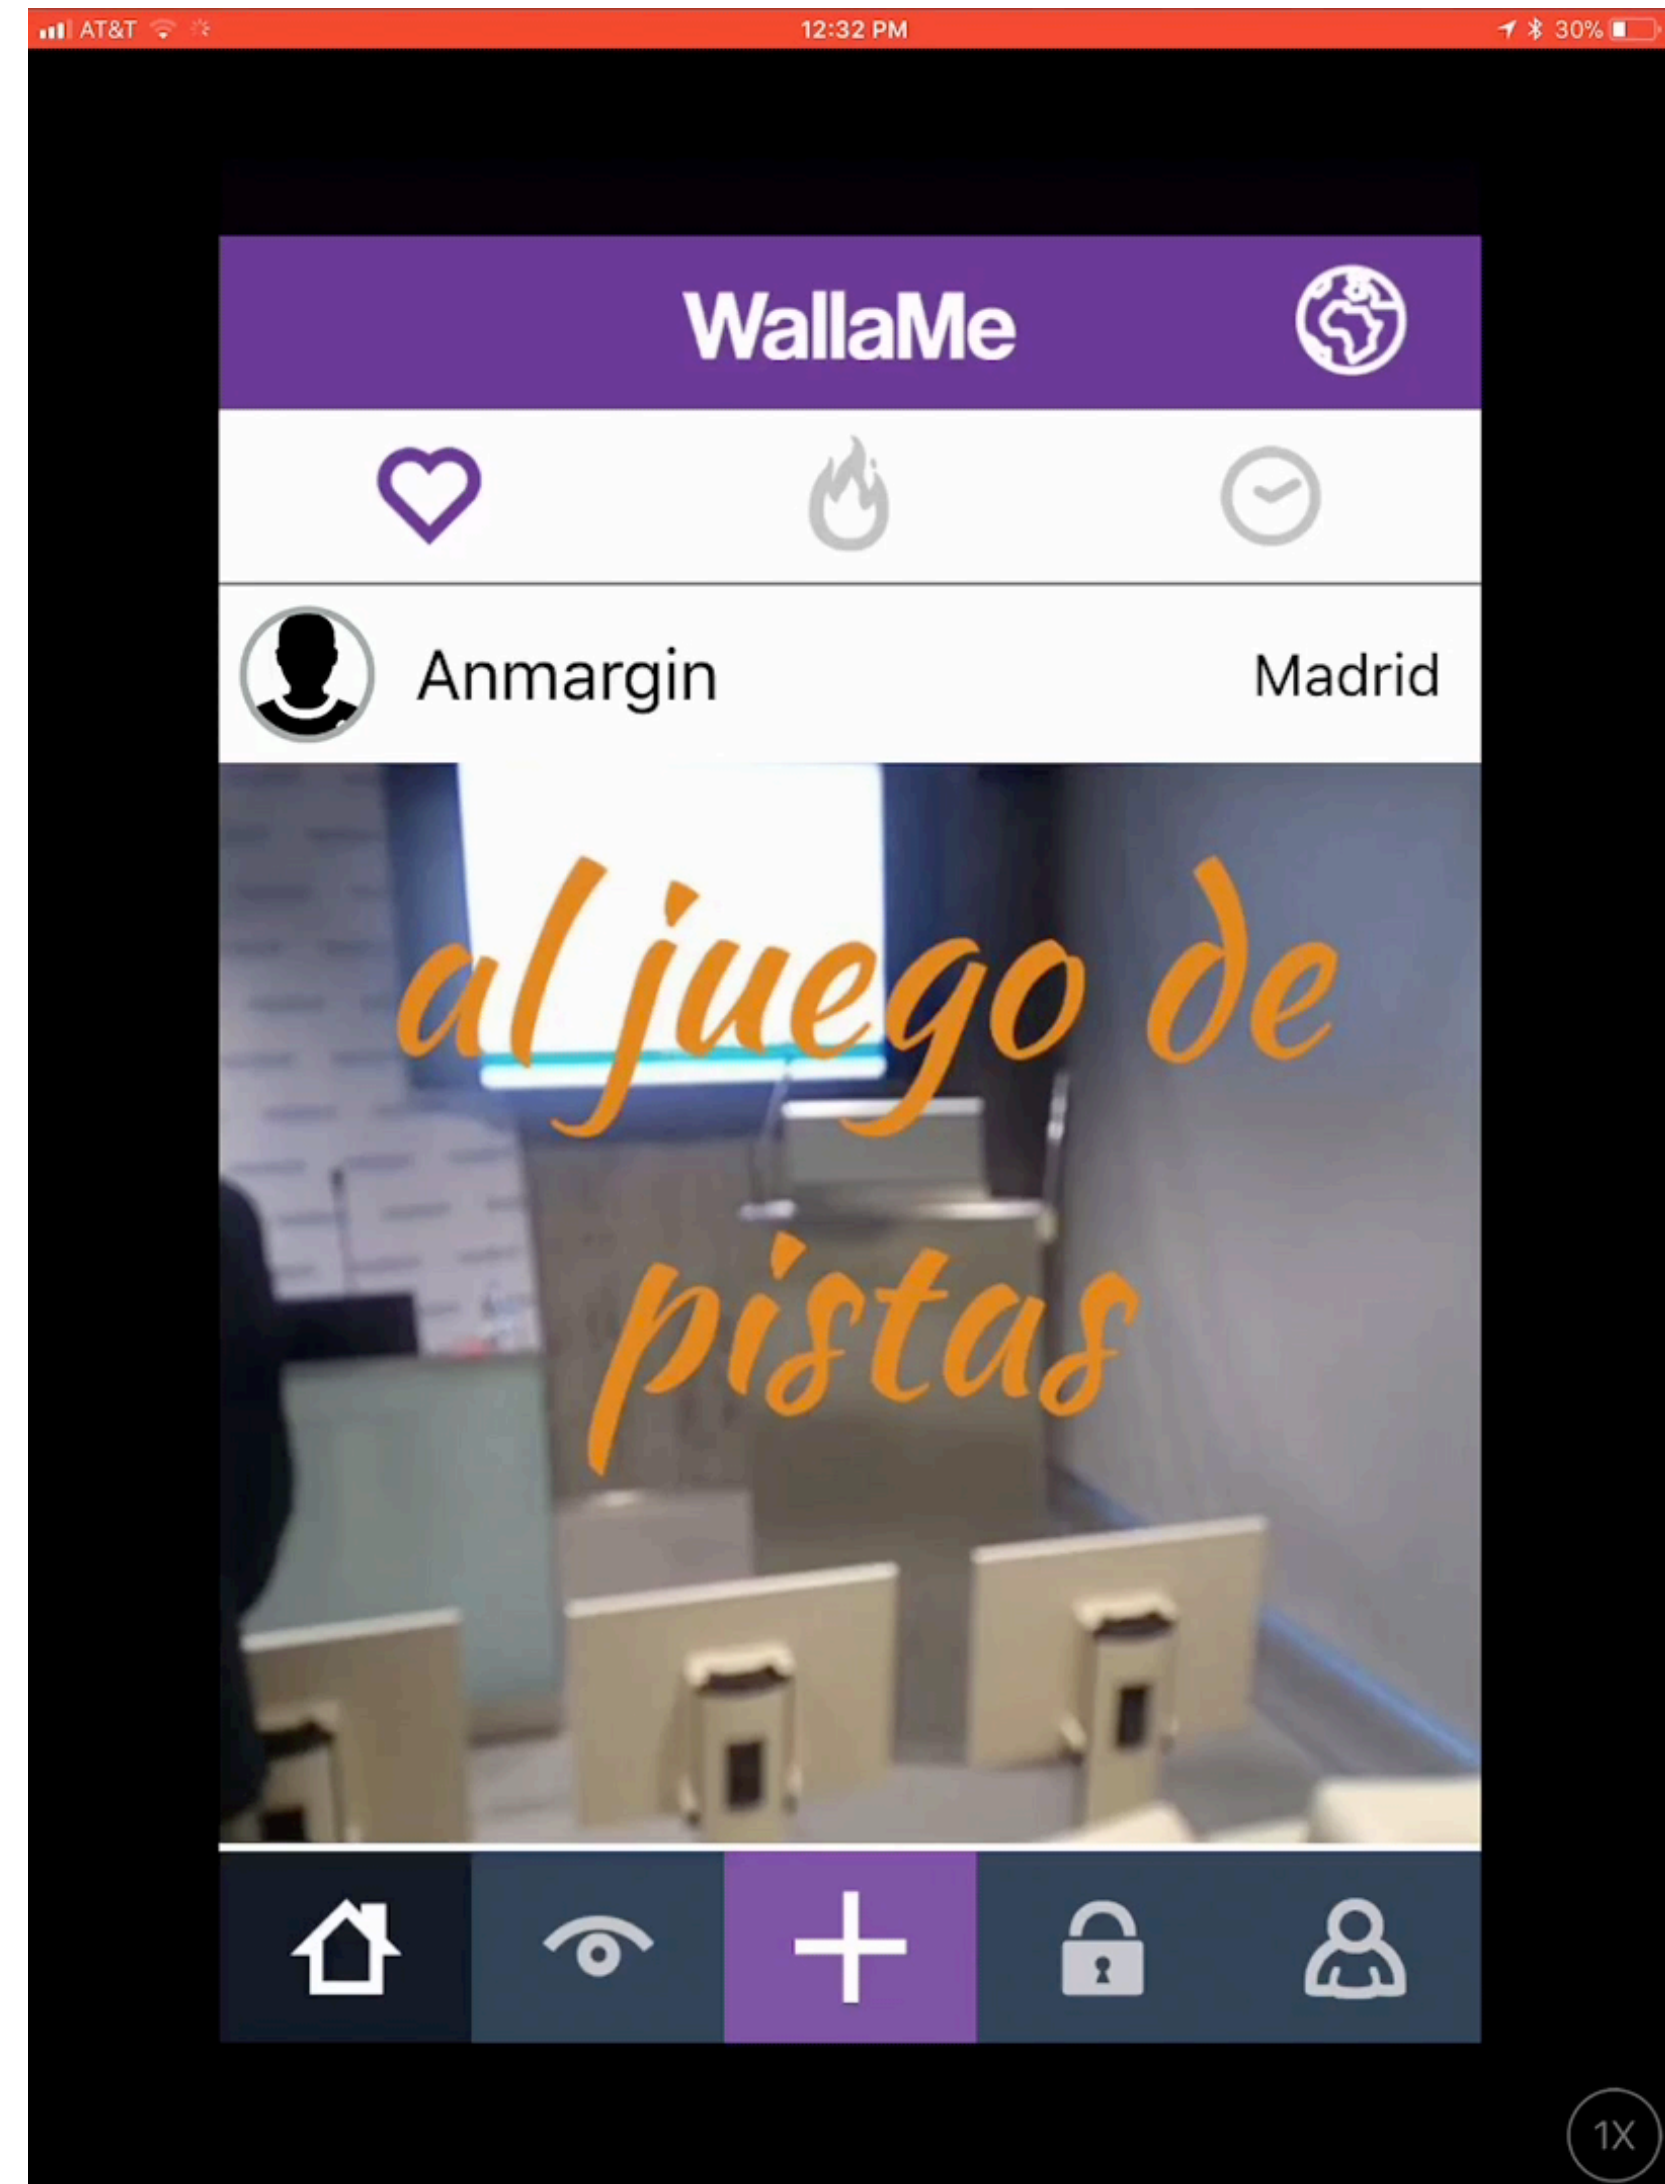 AT&T 12:32 PM 30%
WallaMe
Anmargin Madrid
al juego de
pistas
1X